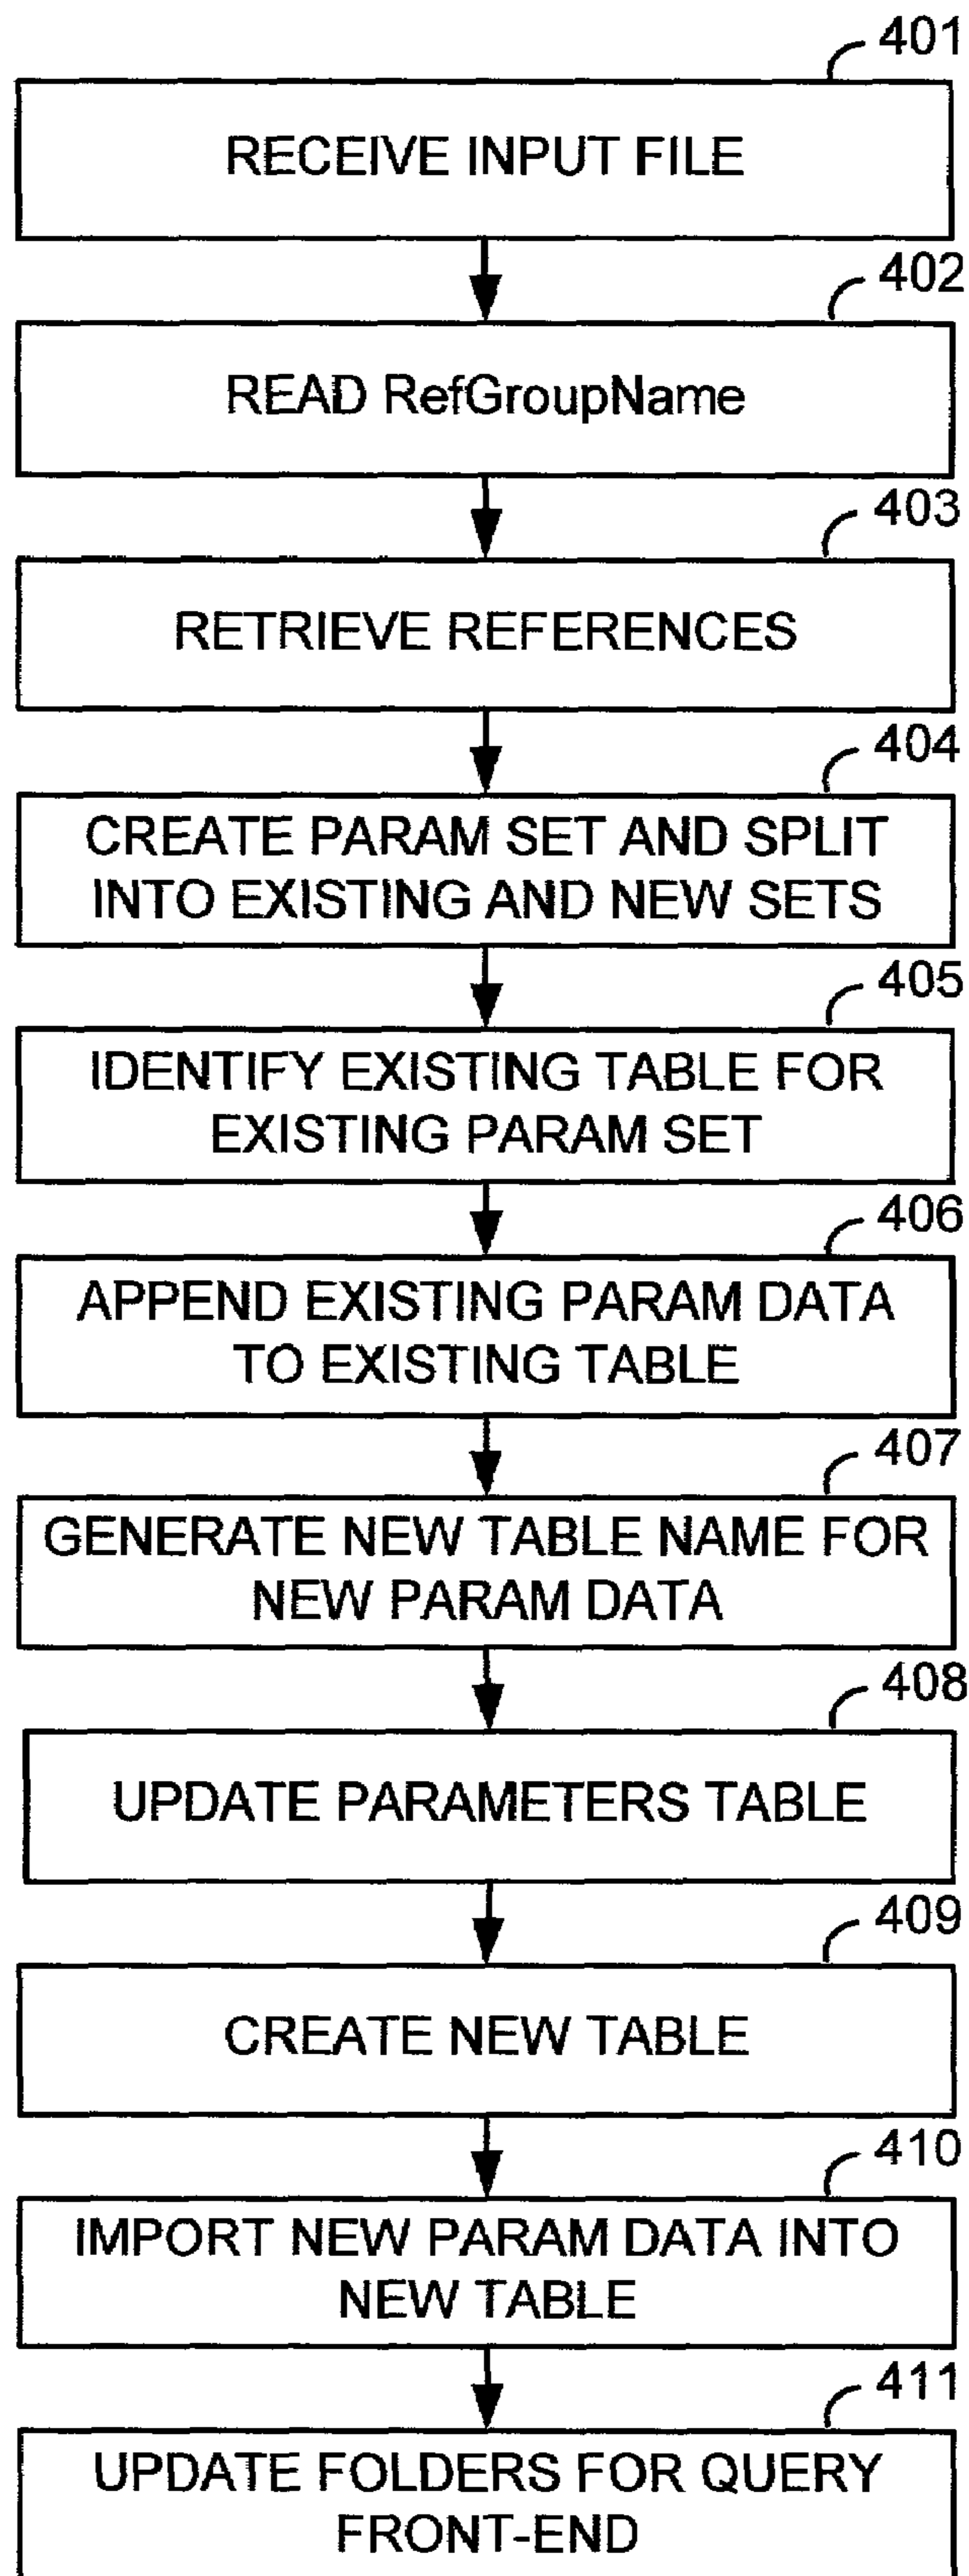 401
RECEIVE INPUT FILE
402
READ RefGroupName
403
RETRIEVE REFERENCES
404
CREATE PARAM SET AND SPLIT
INTO EXISTING AND NEW SETS
405
IDENTIFY EXISTING TABLE FOR
EXISTING PARAM SET
406
APPEND EXISTING PARAM DATA
TO EXISTING TABLE
407
GENERATE NEW TABLE NAME FOR
NEW PARAM DATA
408
UPDATE PARAMETERS TABLE
409
CREATE NEW TABLE
410
IMPORT NEW PARAM DATA INTO
NEW TABLE
411
UPDATE FOLDERS FOR QUERY
FRONT-END